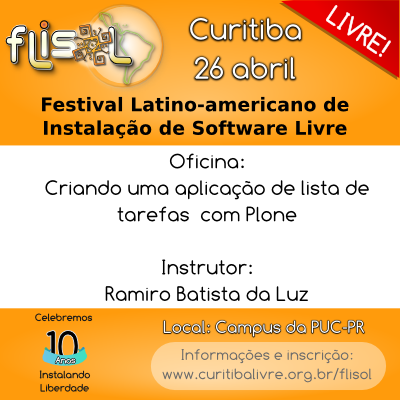 flisol
Curitiba
26 abril
LIVRE!
Festival Latino-americano de
Instalação de Software Livre
Oficina:
Criando uma aplicação de lista de
tarefas com Plone
Instrutor:
Ramiro Batista da Luz
Celebremos
10
Anos
Instalando
Liberdade
Local: Campus da PUC-PR
Informações e inscrição:
www.curitibalivre.org.br/flisol